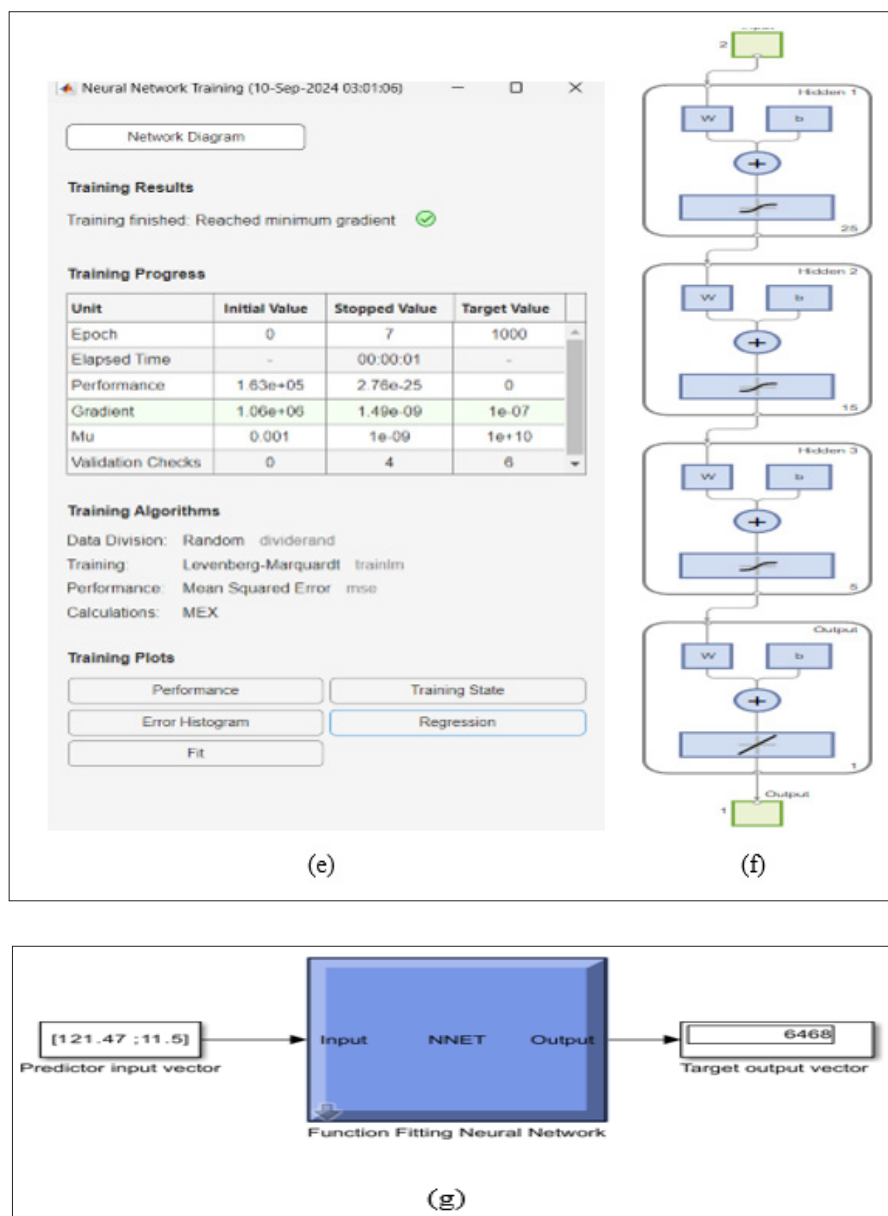 Neural Network Training (10-Sep-2024 03:01:06)
Network Diagram
Training Results
Training finished: Reached minimum gradient
Training Progress
Unit Initial Value Stopped Value Target Value
Epoch 0 7 1000
Elapsed Time - 00:00:01 -
Performance 1.63e+05 2.76e-25 0
Gradient 1.06e+06 1.49e-09 1e-07
Mu 0.001 1e-09 1e+10
Validation Checks 0 4 6
Training Algorithms
Data Division: Random dividerand
Training: Levenberg-Marquardt trainlm
Performance: Mean Squared Error mse
Calculations: MEX
Training Plots
Performance Training State
Error Histogram Regression
Fit
(e)
2
Hidden 1
W b
+
25
Hidden 2
W b
+
15
Hidden 3
W b
+
5
Output
W b
+
1
Output
1
(f)
[121.47 ;11.5]
Predictor input vector
Input NNET Output
Function Fitting Neural Network
6468
Target output vector
(g)